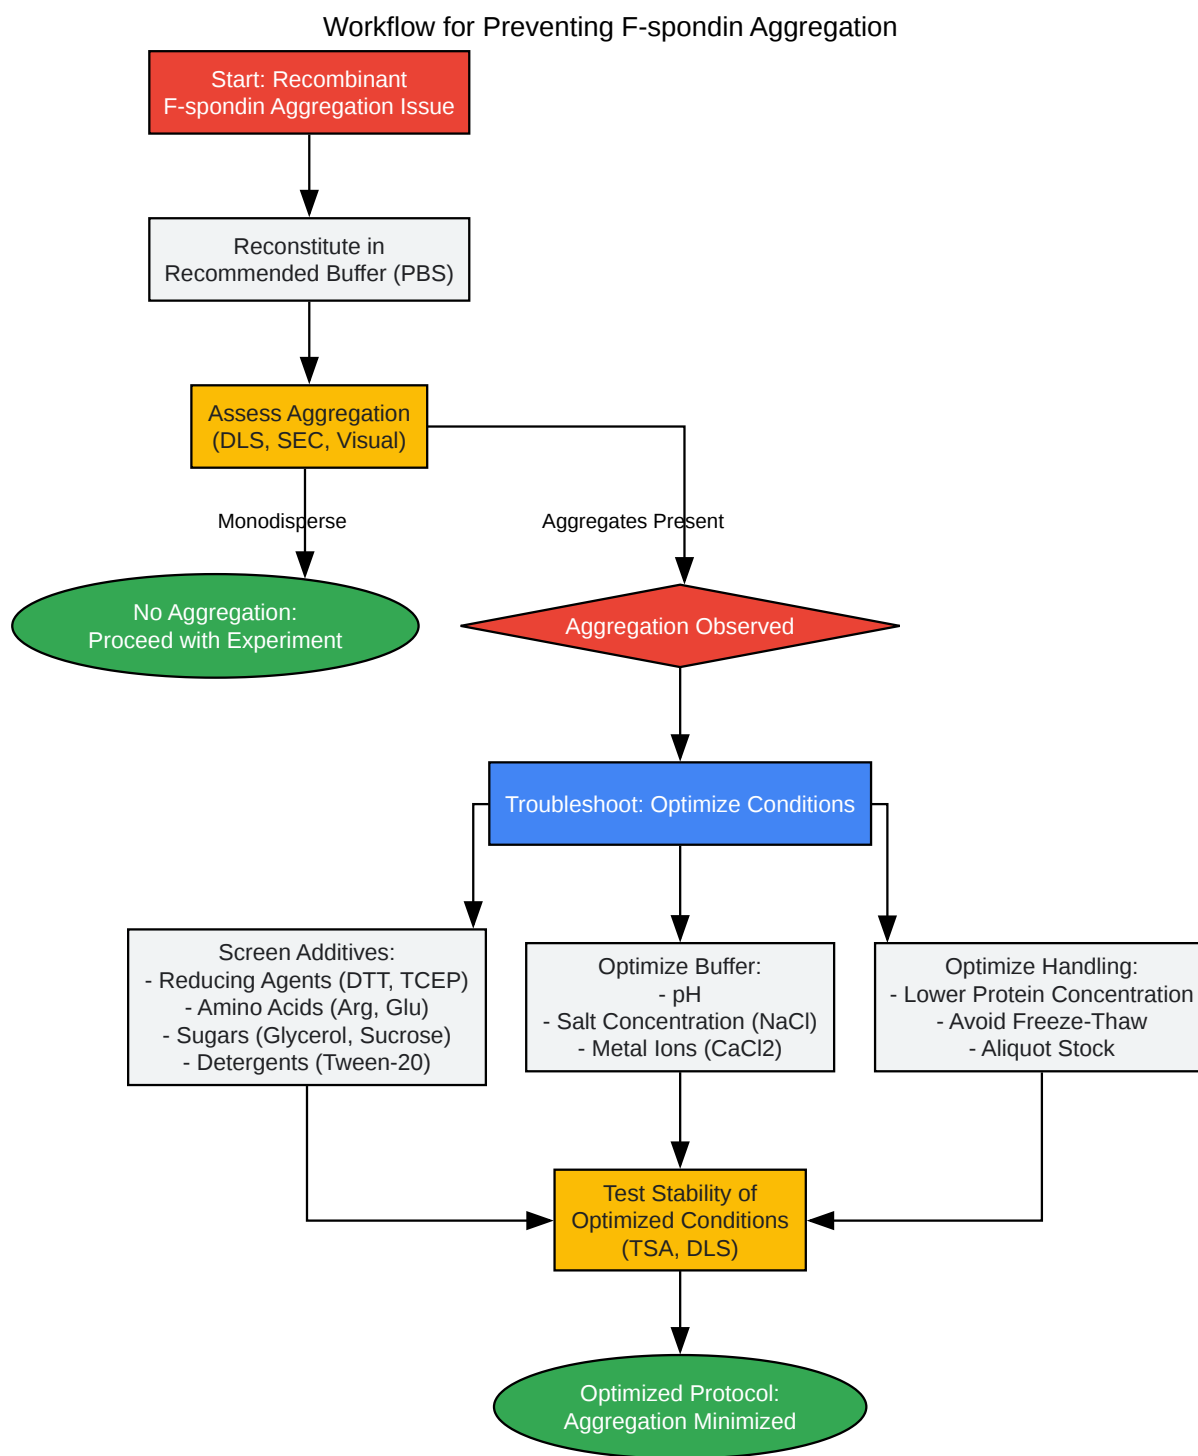 Workflow for Preventing F-spondin Aggregation
Start: Recombinant
F-spondin Aggregation Issue
Reconstitute in
Recommended Buffer (PBS)
Assess Aggregation
(DLS, SEC, Visual)
Monodisperse
Aggregates Present
No Aggregation:
Proceed with Experiment
Aggregation Observed
Troubleshoot: Optimize Conditions
Screen Additives:
- Reducing Agents (DTT, TCEP)
- Amino Acids (Arg, Glu)
- Sugars (Glycerol, Sucrose)
- Detergents (Tween-20)
Optimize Buffer:
- pH
- Salt Concentration (NaCl)
- Metal Ions (CaCl2)
Optimize Handling:
- Lower Protein Concentration
- Avoid Freeze-Thaw
- Aliquot Stock
Test Stability of
Optimized Conditions
(TSA, DLS)
Optimized Protocol:
Aggregation Minimized